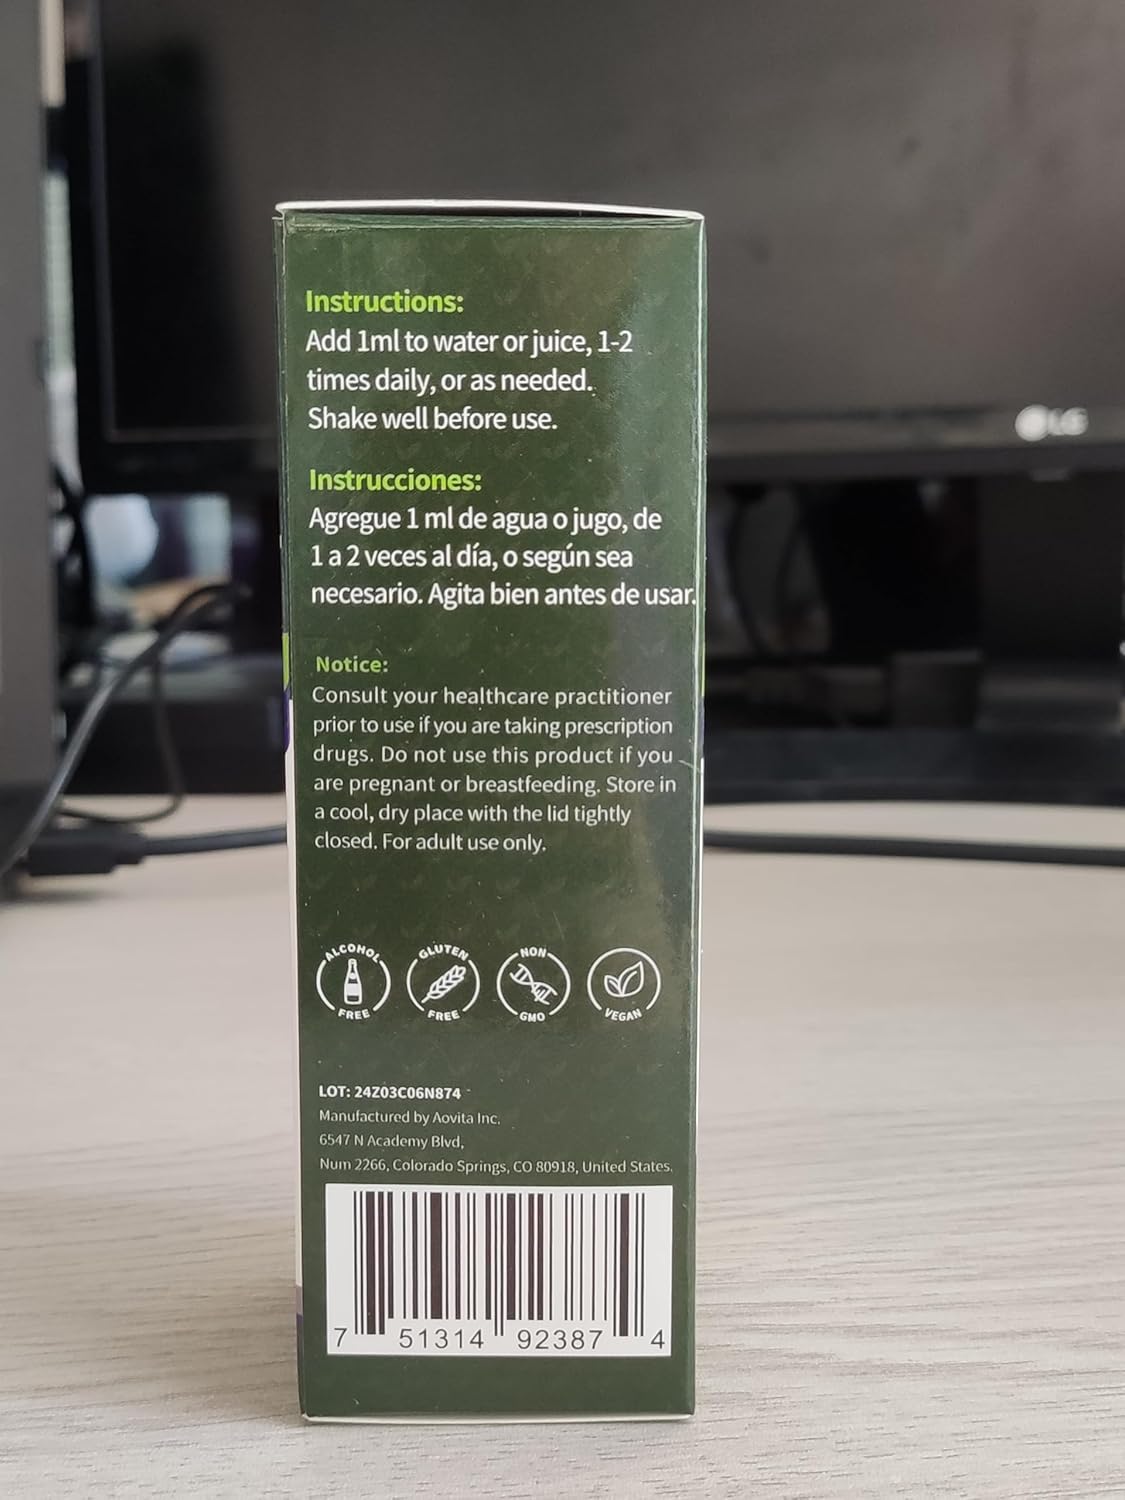 LG
Instructions:
Add 1ml to water or juice, 1-2
times daily, or as needed.
Shake well before use.
Instrucciones:
Agregue 1 ml de agua o jugo, de
1 a 2 veces al día, o según sea
necesario. Agita bien antes de usar.
Notice:
Consult your healthcare practitioner
prior to use if you are taking prescription
drugs. Do not use this product if you
are pregnant or breastfeeding. Store in
a cool, dry place with the lid tightly
closed. For adult use only.
ALCOHOL FREE
GLUTEN FREE
NON GMO
VEGAN
LOT: 24Z03C06N874
Manufactured by Aovita Inc.
6547 N Academy Blvd,
Num 2266, Colorado Springs, CO 80918, United States.
7 51314 92387 4